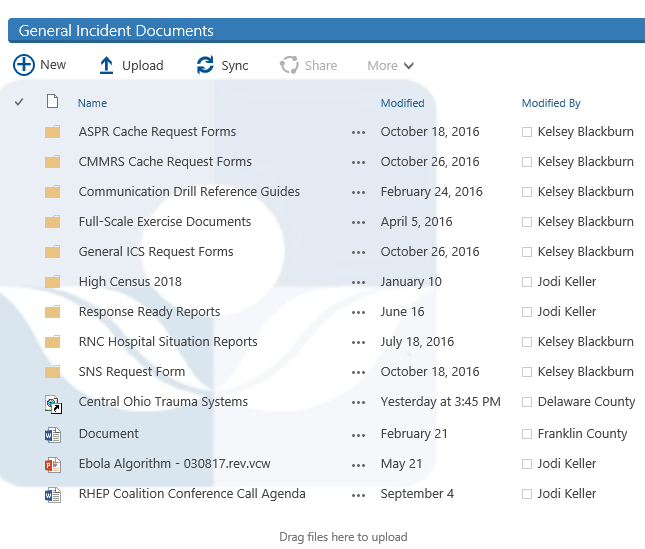 General Incident Documents
New Upload Sync Share More
Name Modified Modified By
ASPR Cache Request Forms ... October 18, 2016 Kelsey Blackburn
CMMRS Cache Request Forms ... October 26, 2016 Kelsey Blackburn
Communication Drill Reference Guides ... February 24, 2016 Kelsey Blackburn
Full-Scale Exercise Documents ... April 5, 2016 Kelsey Blackburn
General ICS Request Forms ... October 26, 2016 Kelsey Blackburn
High Census 2018 ... January 10 Jodi Keller
Response Ready Reports ... June 16 Jodi Keller
RNC Hospital Situation Reports ... July 18, 2016 Kelsey Blackburn
SNS Request Form ... October 18, 2016 Kelsey Blackburn
Central Ohio Trauma Systems ... Yesterday at 3:45 PM Delaware County
Document ... February 21 Franklin County
Ebola Algorithm - 030817.rev.vcw ... May 21 Jodi Keller
RHEP Coalition Conference Call Agenda ... September 4 Jodi Keller
Drag files here to upload